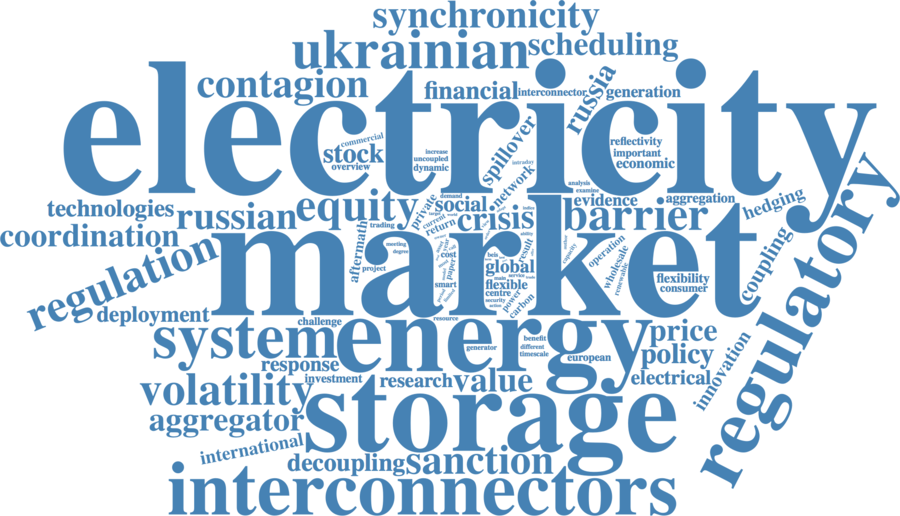 synchronicity
ukrainian
scheduling
contagion
financial
interconnector
russia
generation
electricity
commercial
stock
overview
increase
uncoupled
dynamic
spillover
intraday
network
reflectivity
important
economic
analysis
examine
evidence
aggregation
hedging
technologies
russian
equity
private
demand
social
crisis
barrier
coordination
trading
current
return
aftermath
market
meeting
degree
project
cost
paper
smart
result
ability
global
flexible
centre
security
power
carbon
operation
wholesale
renewable
capacity
flexibility
consumer
coupling
regulatory
regulation
deployment
challenge
resource
system
energy
generator
benefit
different
timescale
european
price
policy
electrical
innovation
response
investment
research
value
volatility
storage
aggregator
international
decoupling
sanction
interconnectors